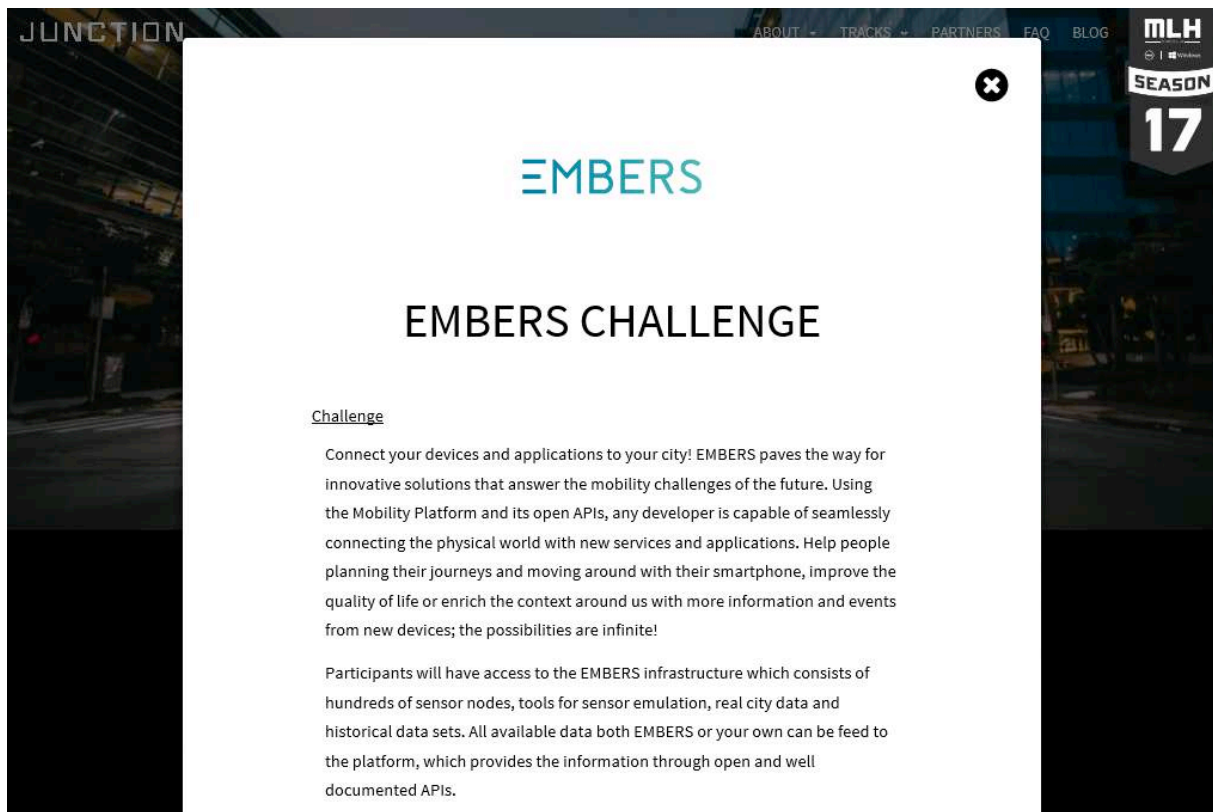 JUNCTION
ABOUT TRACKS PARTNERS FAQ BLOG
MLH
Windows
SEASON
17
EMBERS
EMBERS CHALLENGE
Challenge
Connect your devices and applications to your city! EMBERS paves the way for
innovative solutions that answer the mobility challenges of the future. Using
the Mobility Platform and its open APIs, any developer is capable of seamlessly
connecting the physical world with new services and applications. Help people
planning their journeys and moving around with their smartphone, improve the
quality of life or enrich the context around us with more information and events
from new devices; the possibilities are infinite!
Participants will have access to the EMBERS infrastructure which consists of
hundreds of sensor nodes, tools for sensor emulation, real city data and
historical data sets. All available data both EMBERS or your own can be feed to
the platform, which provides the information through open and well
documented APIs.